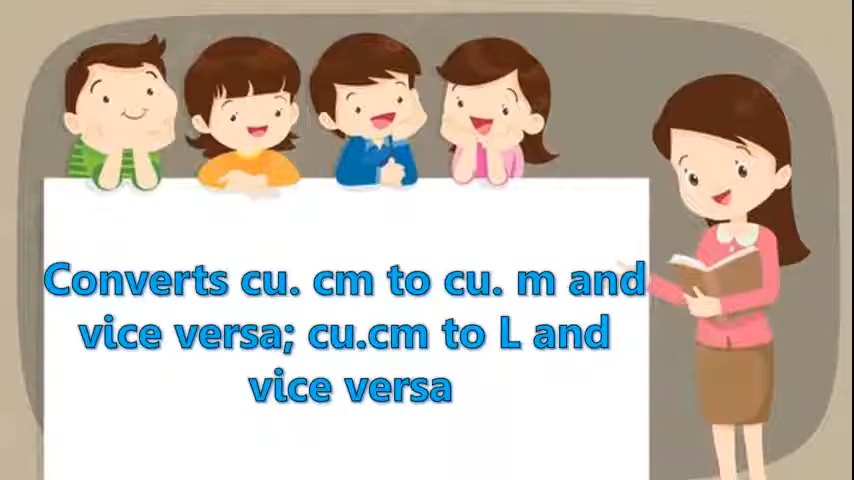 Converts cu. cm to cu. m and
vice versa; cu.cm to L and
vice versa